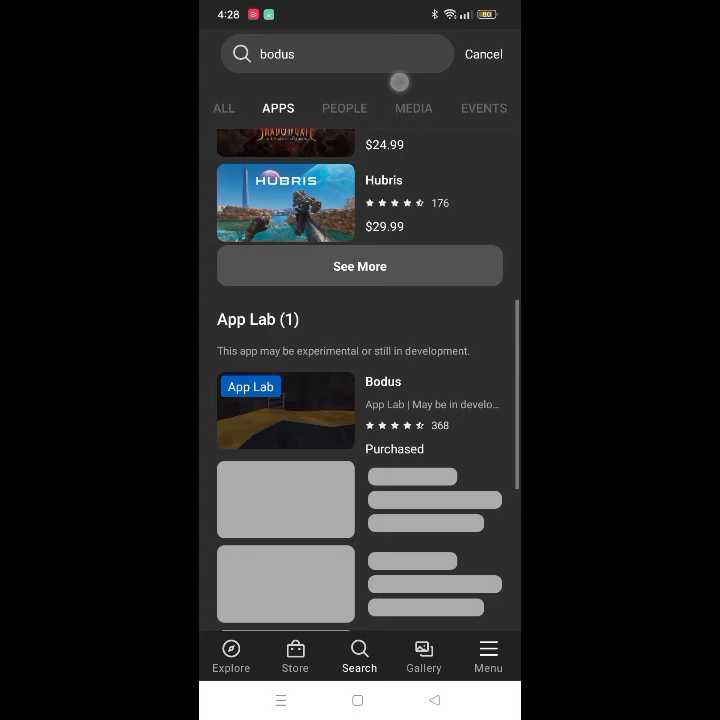 4:28
80
bodus
Cancel
ALL
APPS
PEOPLE
MEDIA
EVENTS
SHADOWGATE
$24.99
HUBRIS
Hubris
176
$29.99
See More
App Lab (1)
This app may be experimental or still in development.
App Lab
Bodus
App Lab | May be in develo...
368
Purchased
Explore
Store
Search
Gallery
Menu